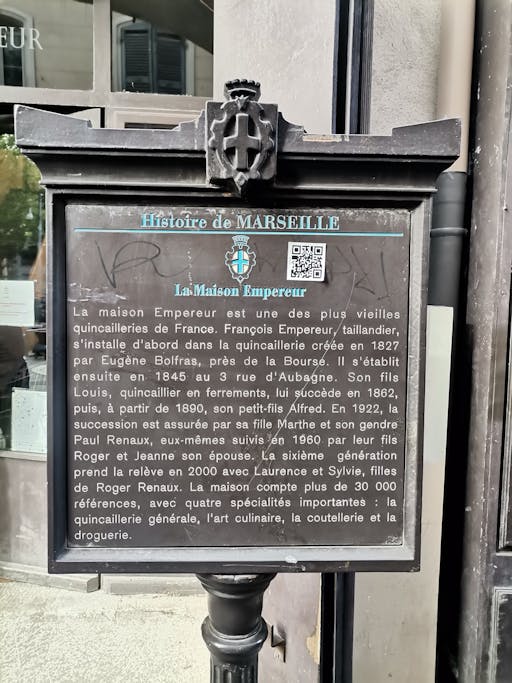 EUR
Histoire de MARSEILLE
La Maison Empereur
La maison Empereur est une des plus vieilles
quincailleries de France. François Empereur, taillandier,
s'installe d'abord dans la quincaillerie créée en 1827
par Eugène Bolfras, près de la Bourse. Il s'établit
ensuite en 1845 au 3 rue d'Aubagne. Son fils
Louis, quincaillier en ferrements, lui succède en 1862,
puis, à partir de 1890, son petit-fils Alfred. En 1922, la
succession est assurée par sa fille Marthe et son gendre
Paul Renaux, eux-mêmes suivis en 1960 par leur fils
Roger et Jeanne son épouse. La sixième génération
prend la relève en 2000 avec Laurence et Sylvie, filles
de Roger Renaux. La maison compte plus de 30 000
références, avec quatre spécialités importantes : la
quincaillerie générale, l'art culinaire, la coutellerie et la
droguerie.